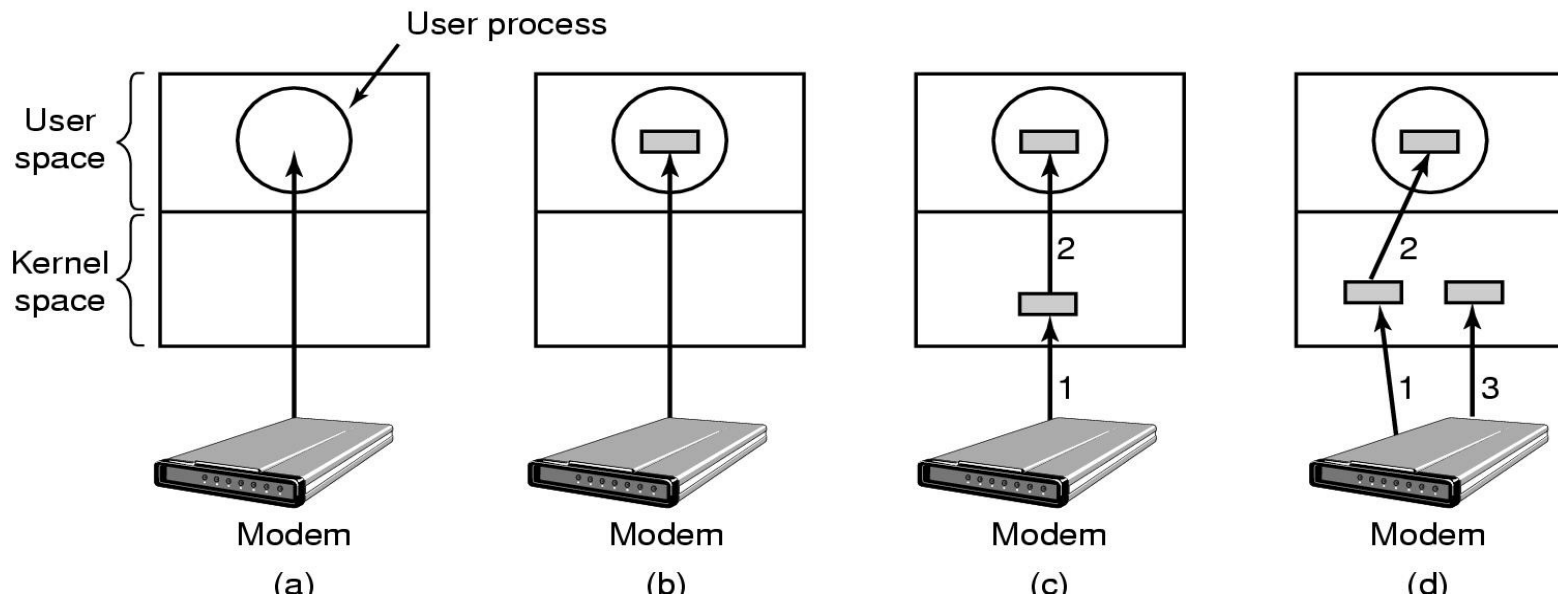 User process
User
space
Kernel
space
2
2
1
1
3
Modem
Modem
Modem
Modem
(a)
(b)
(c)
(d)